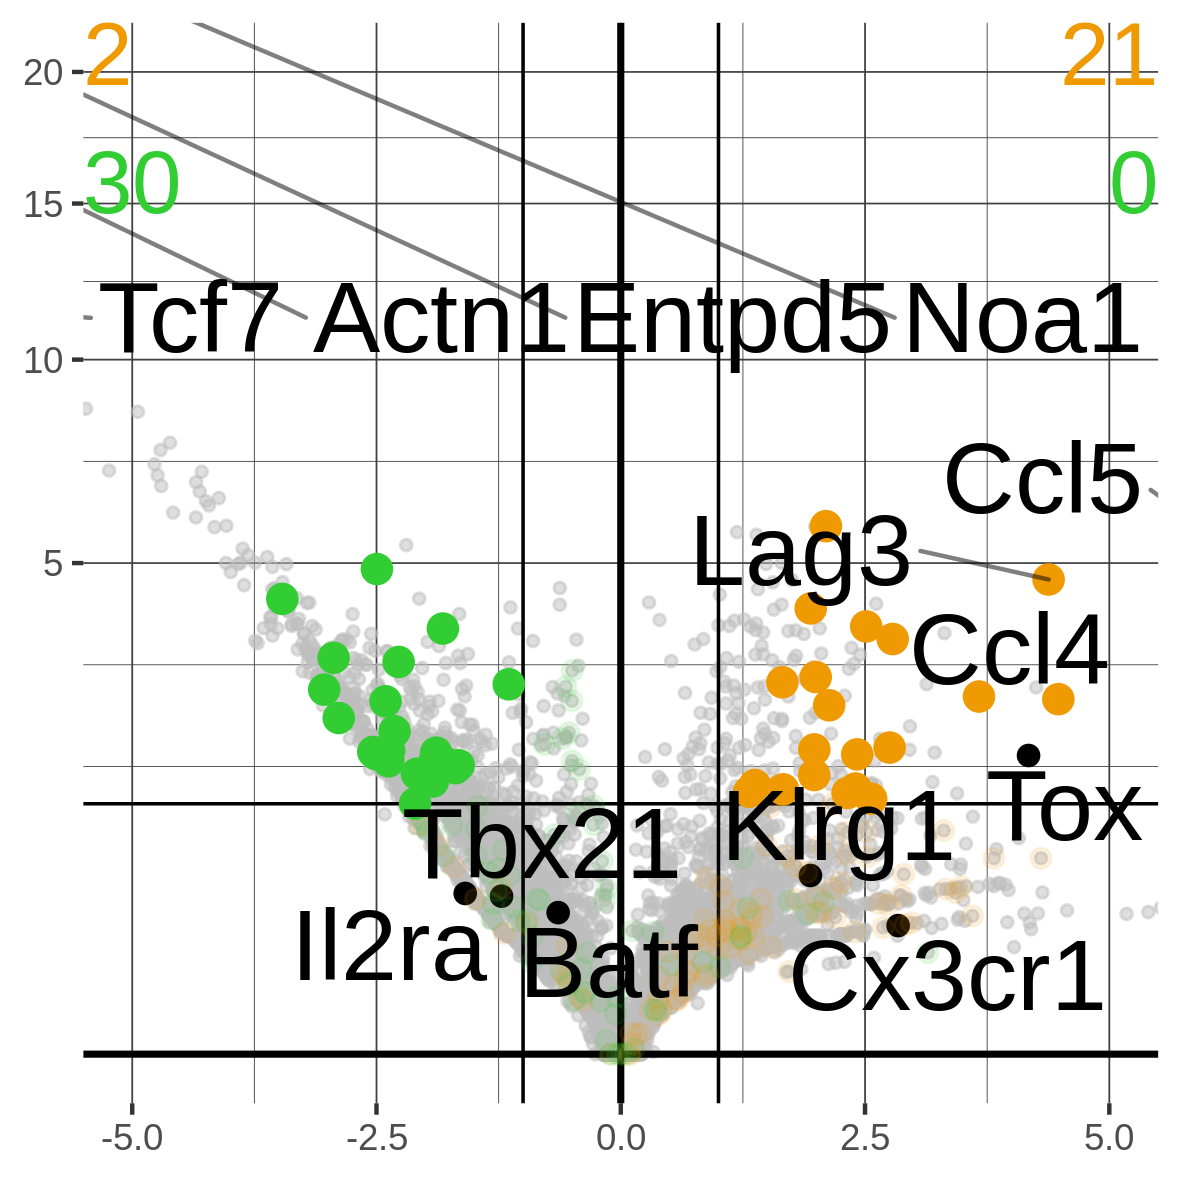 2 21
20
30 0
15
Tcf7 Actn1 Entpd5 Noa1
10
Ccl5
Lag3
5
Ccl4
Tox
Klrg1
Tbx21
Il2ra Batf
Cx3cr1
-5.0 -2.5 0.0 2.5 5.0